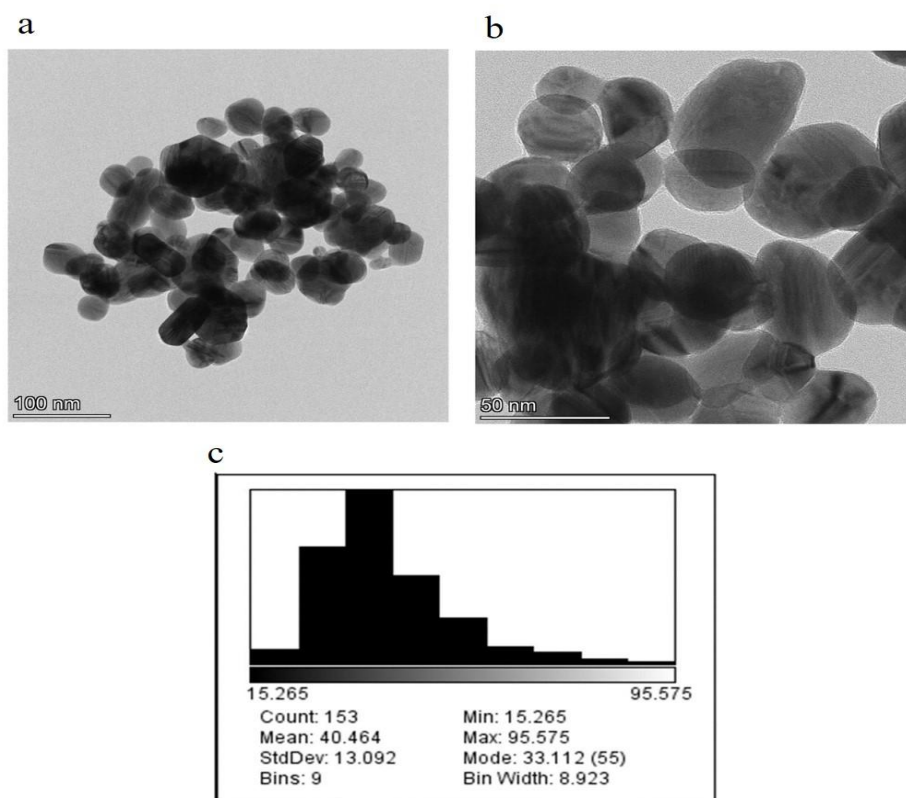 a
b
100 nm
50 nm
c
15.265 95.575
Count: 153 Min: 15.265
Mean: 40.464 Max: 95.575
StdDev: 13.092 Mode: 33.112 (55)
Bins: 9 Bin Width: 8.923